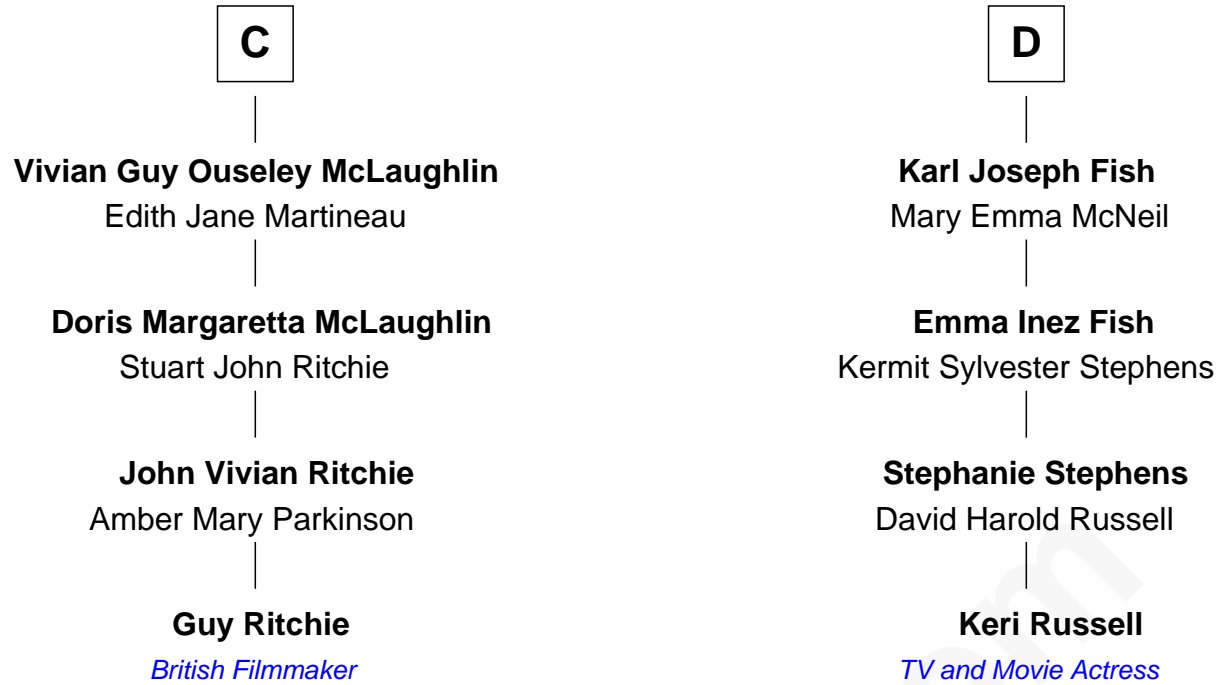 C
Vivian Guy Ouseley McLaughlin
Edith Jane Martineau
Doris Margaretta McLaughlin
Stuart John Ritchie
John Vivian Ritchie
Amber Mary Parkinson
Guy Ritchie
British Filmmaker
D
Karl Joseph Fish
Mary Emma McNeil
Emma Inez Fish
Kermit Sylvester Stephens
Stephanie Stephens
David Harold Russell
Keri Russell
TV and Movie Actress